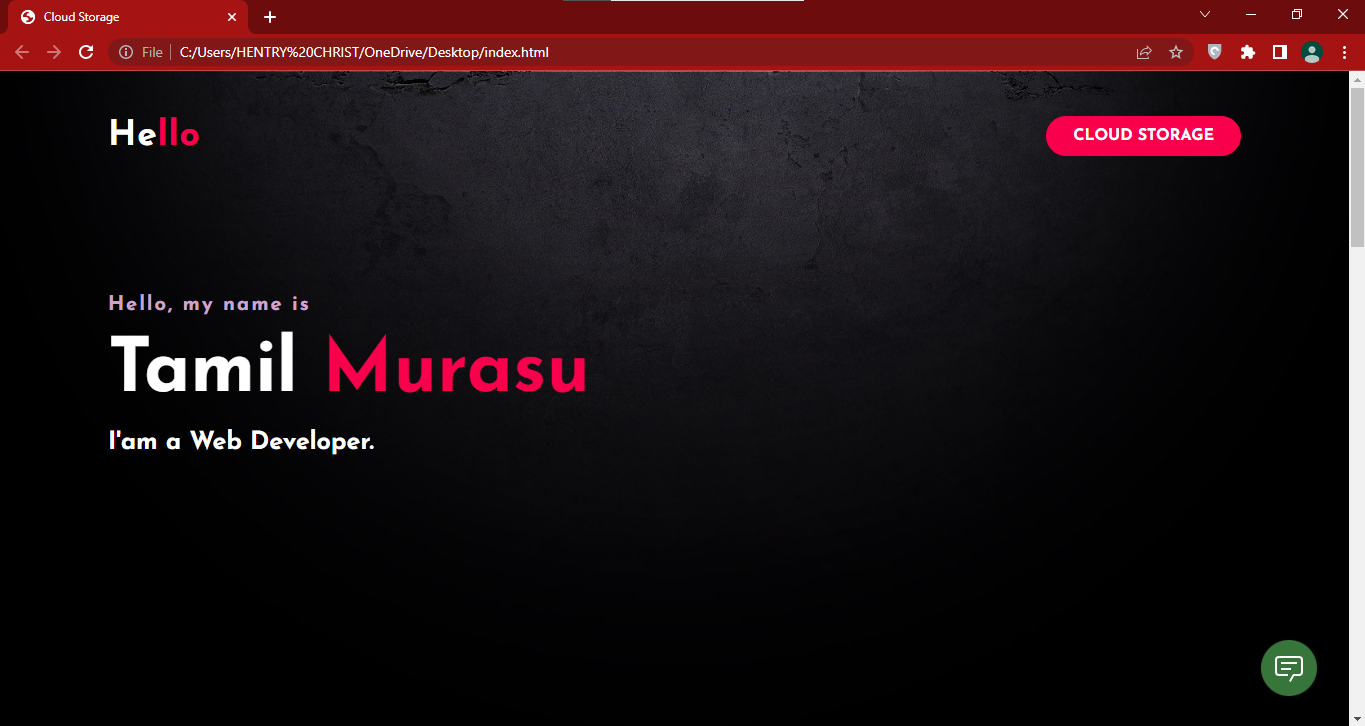 Cloud Storage
File C:/Users/HENTRY%20CHRIST/OneDrive/Desktop/index.html
Hello
CLOUD STORAGE
Hello, my name is
Tamil Murasu
I'am a Web Developer.